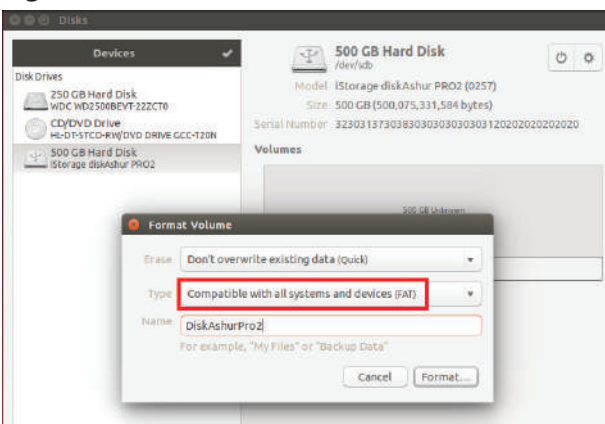 Disks
Devices
Disk Drives
250 GB Hard Disk
WDC WD2500BEVT-22ZCT0
CD/DVD Drive
HL-DT-STCD-RW/DVD DRIVE GCC-T20N
500 GB Hard Disk
iStorage diskAshur PRO2
500 GB Hard Disk
/dev/sdb
Model iStorage diskAshur PRO2 (0257)
Size 500 GB (500,075,331,584 bytes)
Serial Number
Volumes
500 GB Unknown
Format Volume
Erase Don't overwrite existing data (Quick)
Type Compatible with all systems and devices (FAT)
Name DiskAshurPro2
For example, "My Files" or "Backup Data"
Cancel Format...